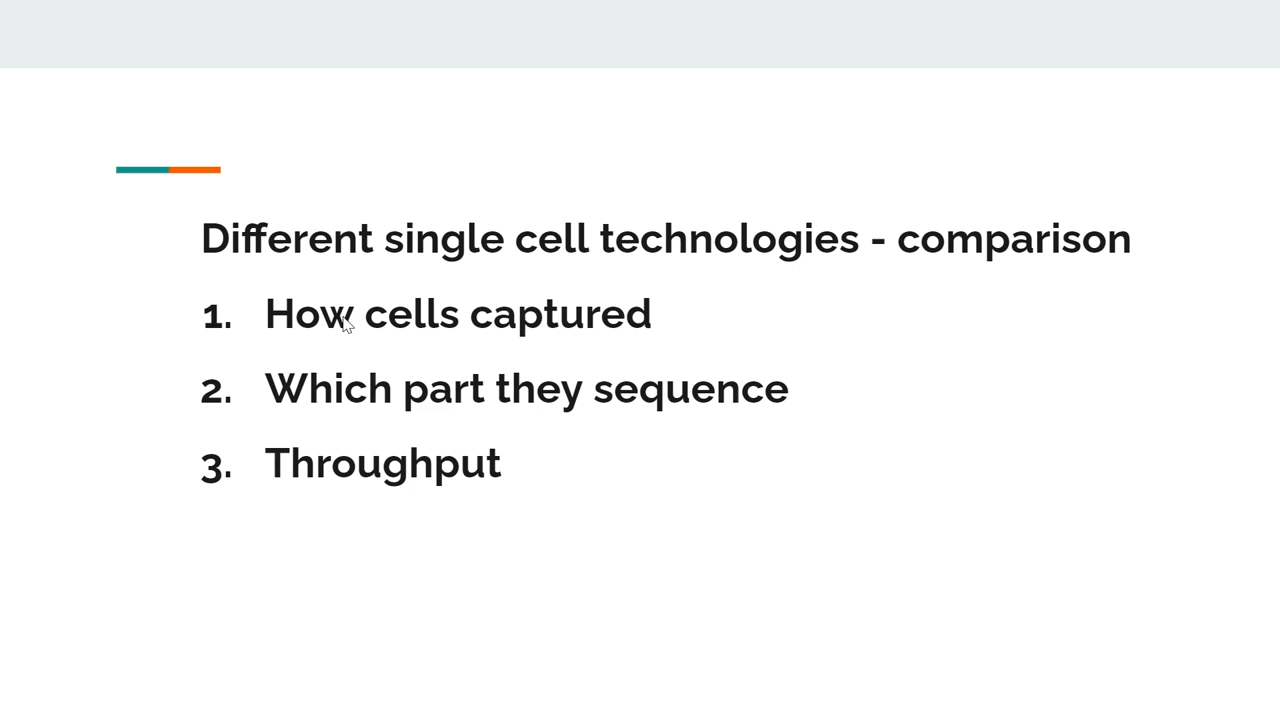 Different single cell technologies - comparison
1. How cells captured
2. Which part they sequence
3. Throughput